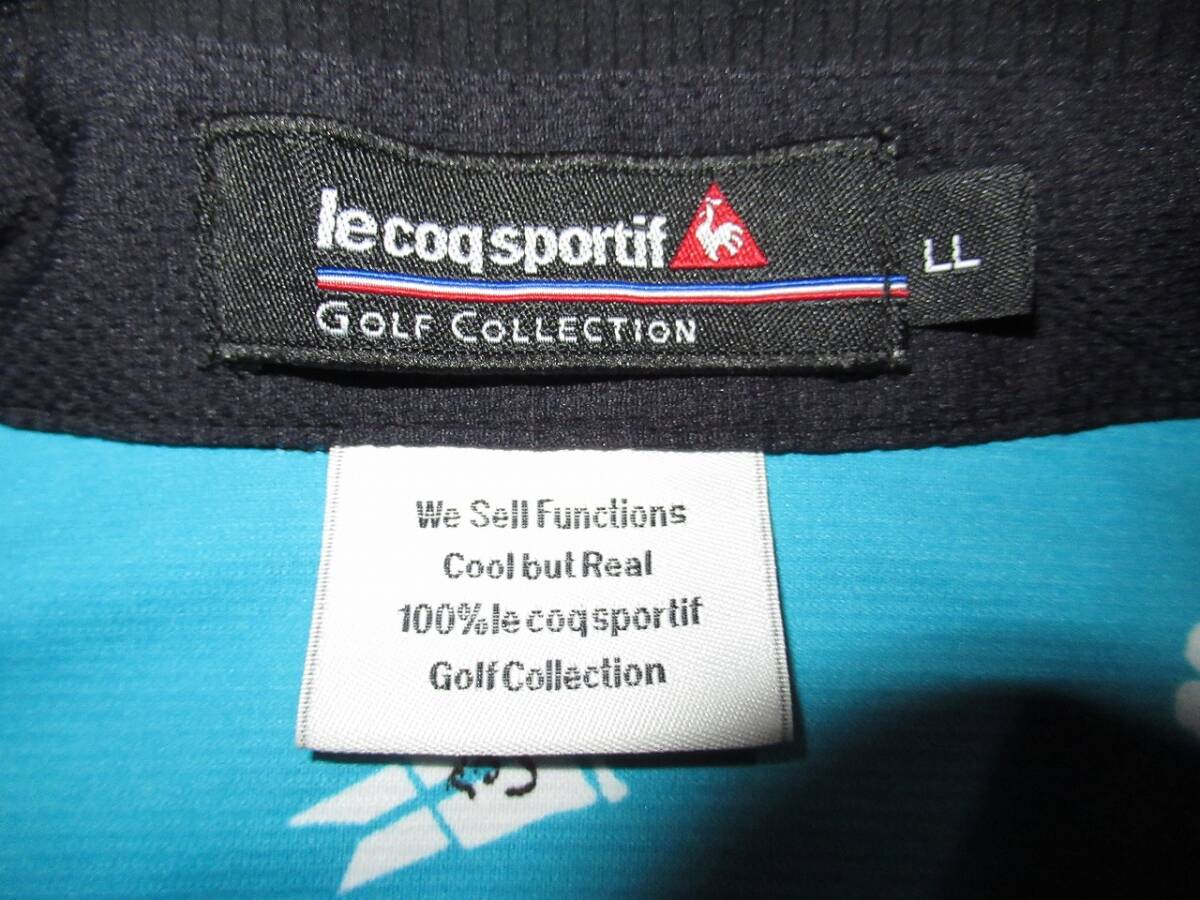 le coq sportif
LL
GOLF COLLECTION
We Sell Functions
Cool but Real
100% le coq sportif
Golf Collection